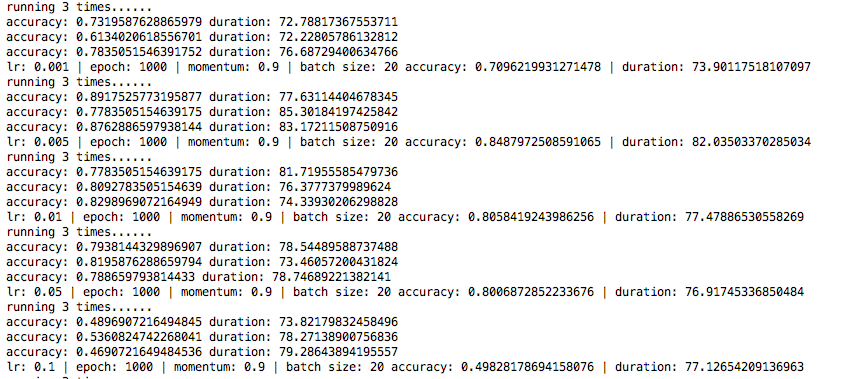 running 3 times......
accuracy: 0.7319587628865979 duration: 72.78817367553711
accuracy: 0.6134020618556701 duration: 72.22805786132812
accuracy: 0.7835051546391752 duration: 76.68729400634766
lr: 0.001 | epoch: 1000 | momentum: 0.9 | batch size: 20 accuracy: 0.7096219931271478 | duration: 73.90117518107097
running 3 times......
accuracy: 0.8917525773195877 duration: 77.63114404678345
accuracy: 0.7783505154639175 duration: 85.30184197425842
accuracy: 0.8762886597938144 duration: 83.17211508750916
lr: 0.005 | epoch: 1000 | momentum: 0.9 | batch size: 20 accuracy: 0.8487972508591065 | duration: 82.03503370285034
running 3 times......
accuracy: 0.7783505154639175 duration: 81.71955585479736
accuracy: 0.8092783505154639 duration: 76.3777379989624
accuracy: 0.8298969072164949 duration: 74.33930206298828
lr: 0.01 | epoch: 1000 | momentum: 0.9 | batch size: 20 accuracy: 0.8058419243986256 | duration: 77.47886530558269
running 3 times......
accuracy: 0.7938144329896907 duration: 78.54489588737488
accuracy: 0.8195876288659794 duration: 73.46057200431824
accuracy: 0.788659793814433 duration: 78.74689221382141
lr: 0.05 | epoch: 1000 | momentum: 0.9 | batch size: 20 accuracy: 0.8006872852233676 | duration: 76.91745336850484
running 3 times......
accuracy: 0.4896907216494845 duration: 73.82179832458496
accuracy: 0.5360824742268041 duration: 78.27138900756836
accuracy: 0.4690721649484536 duration: 79.28643894195557
lr: 0.1 | epoch: 1000 | momentum: 0.9 | batch size: 20 accuracy: 0.49828178694158076 | duration: 77.12654209136963